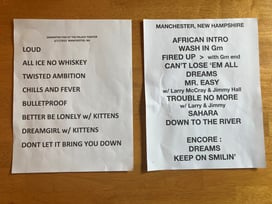 LOUD
ALL ICE NO WHISKEY
TWISTED AMBITION
CHILLS AND FEVER
BULLETPROOF
BETTER BE LONELY w/ KITTENS
DREAMGIRL w/ KITTENS
DONT LET IT BRING YOU DOWN
MANCHESTER, NEW HAMPSHIRE
AFRICAN INTRO
WASH IN Gm
FIRED UP > with Gm end
CAN'T LOSE 'EM ALL
DREAMS
MR. EASY
w/ Larry McCray & Jimmy Hall
TROUBLE NO MORE
w/ Larry & Jimmy
SAHARA
DOWN TO THE RIVER
ENCORE :
DREAMS
KEEP ON SMILIN'